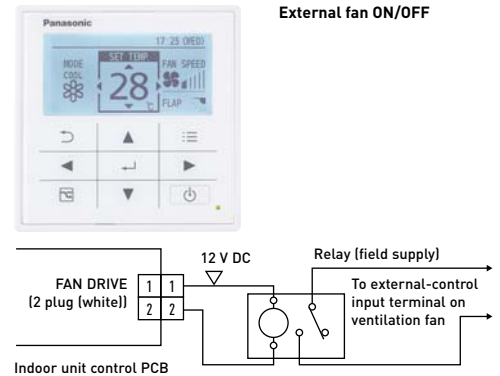 External fan ON/OFF
Panasonic
17:25 (WED)
MODE
COOL
SET TEMP.
28
°C
FAN SPEED
FLAP
12 V DC
Relay (field supply)
FAN DRIVE
(2 plug (white))
1 1
2 2
To external-control
input terminal on
ventilation fan
Indoor unit control PCB